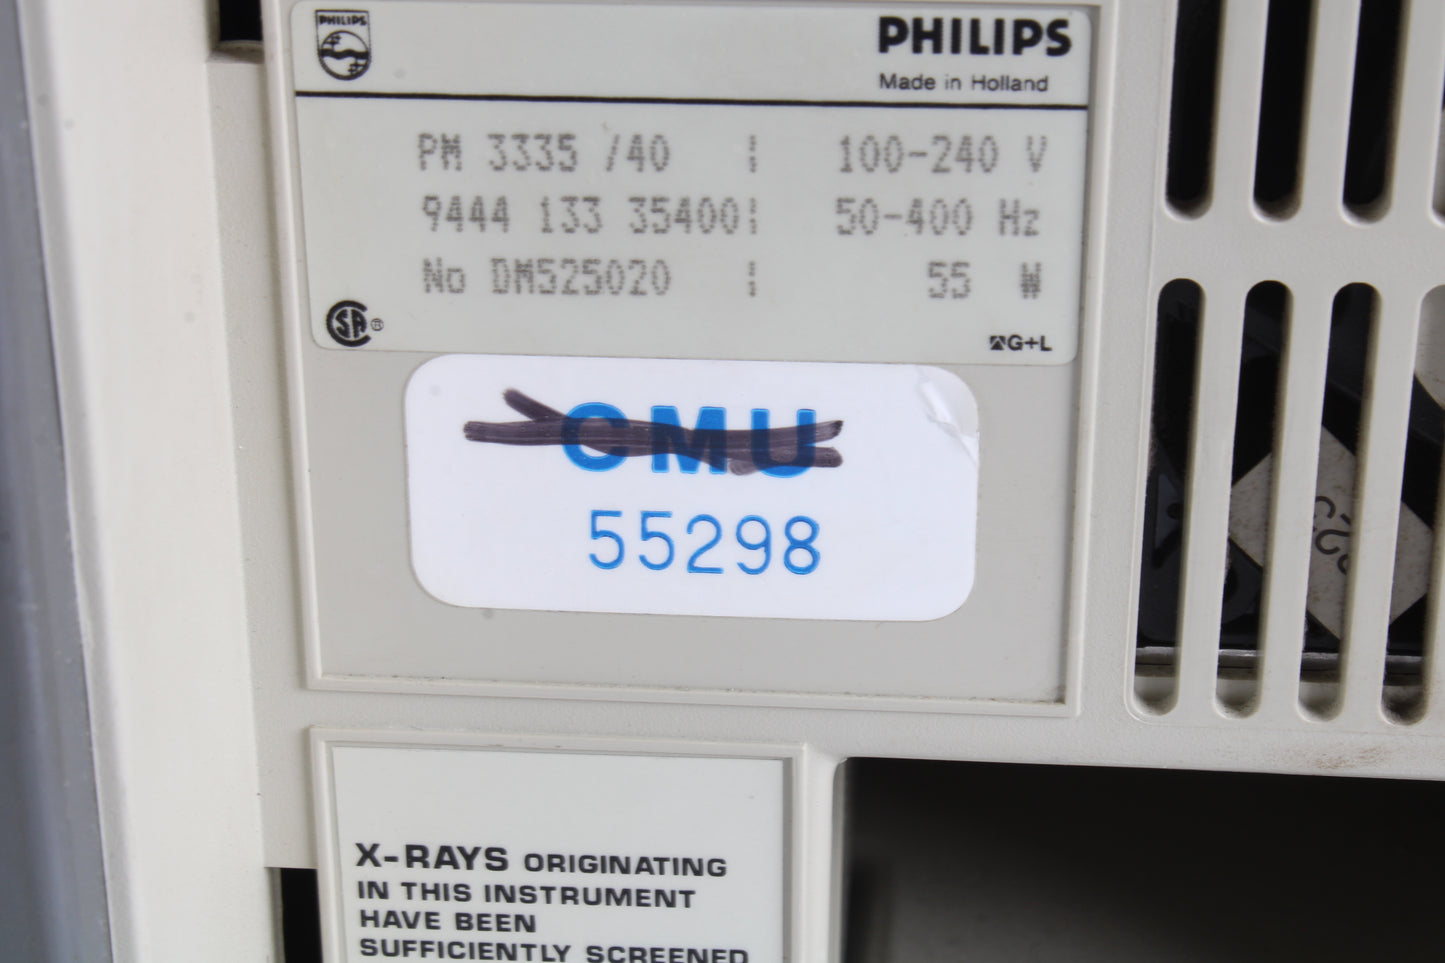 PHILIPS
PHILIPS
Made in Holland
PM 3335 /40 : 100-240 V
9444 133 35400: 50-400 Hz
No DM525020 : 55 W
CSA ®
G+L
CMU
55298
X-RAYS ORIGINATING
IN THIS INSTRUMENT
HAVE BEEN
SUFFICIENTLY SCREENED